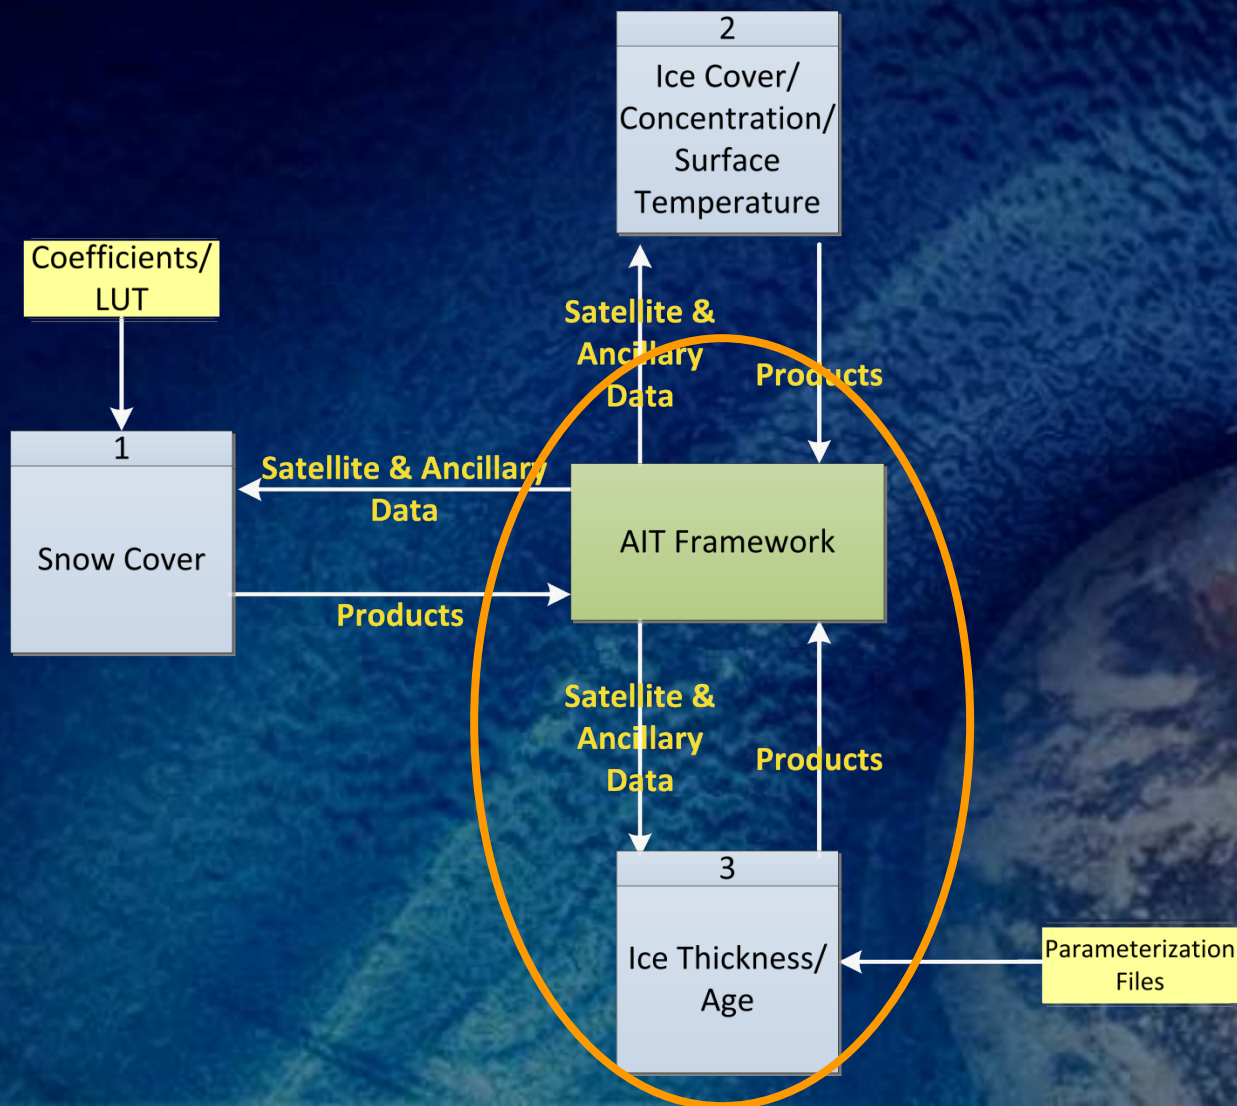 2
Ice Cover/
Concentration/
Surface
Temperature
Coefficients/
LUT
Satellite &
Ancillary
Data
Products
1
Snow Cover
Satellite & Ancillary
Data
Products
AIT Framework
Satellite &
Ancillary
Data
Products
3
Ice Thickness/
Age
Parameterization
Files